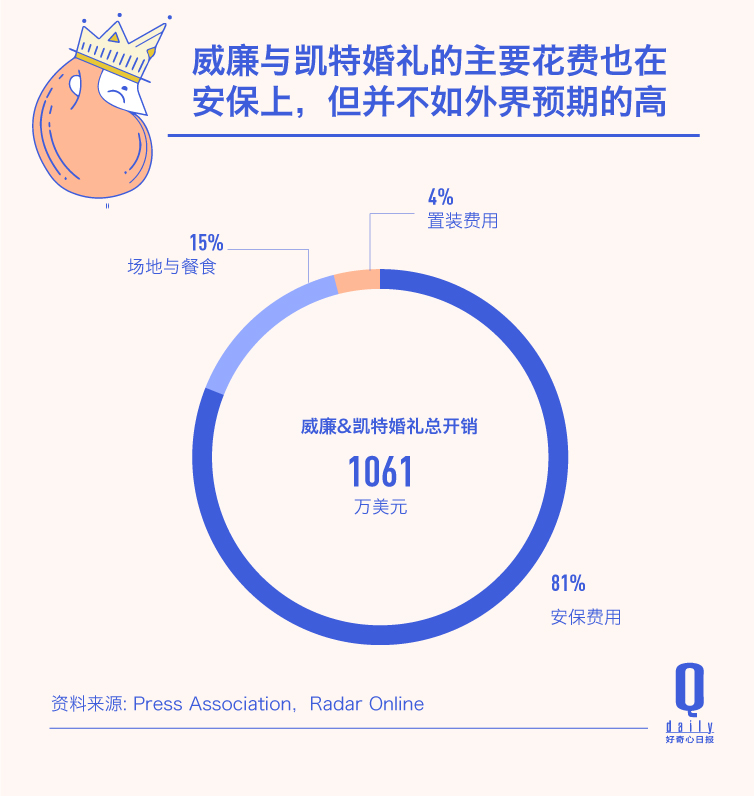 威廉与凯特婚礼的主要花费也在
安保上，但并不如外界预期的高
4%
置装费用
15%
场地与餐食
威廉&凯特婚礼总开销
1061
万美元
81%
安保费用
资料来源: Press Association，Radar Online
Q
daily
好奇心日报